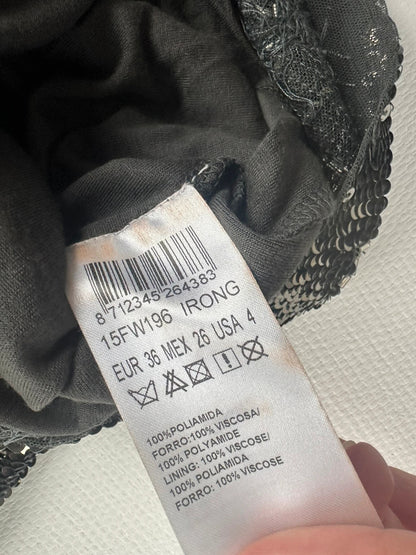 8 712345 264383
15FW196 IRONG
EUR 36 MEX 26 USA 4
100%POLIAMIDA
FORRO:100% VISCOSA/
100% POLYAMIDE
LINING: 100% VISCOSE/
100% POLIAMIDA
FORRO: 100% VISCOSE